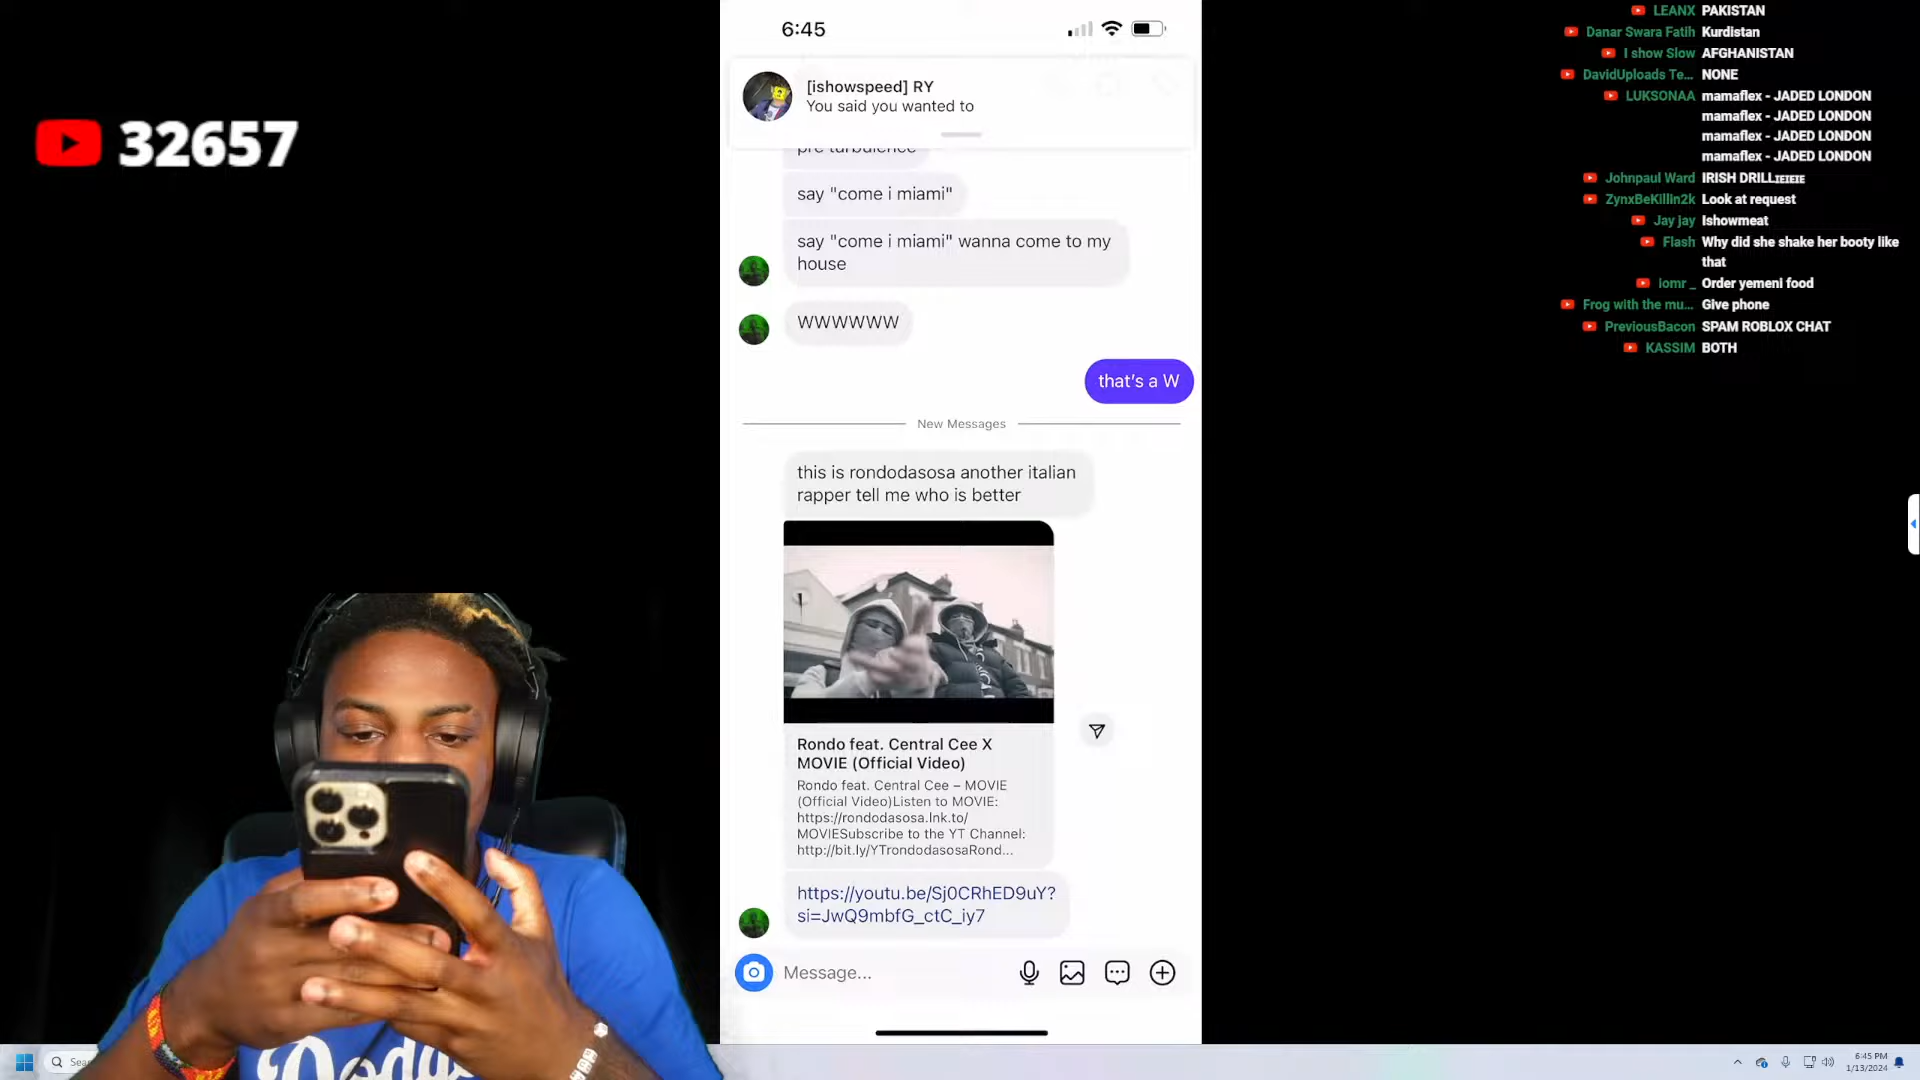 32657
6:45
[ishowspeed] RY
You said you wanted to
pre turbulence
say "come i miami"
say "come i miami" wanna come to my
house
WWWWWW
that's a W
New Messages
this is rondodasosa another italian
rapper tell me who is better
Rondo feat. Central Cee X
MOVIE (Official Video)
Rondo feat. Central Cee – MOVIE
(Official Video)Listen to MOVIE:
https://rondodasosa.lnk.to/
MOVIESubscribe to the YT Channel:
http://bit.ly/YTrondodasosaRond...
https://youtu.be/Sj0CRhED9uY?
si=JwQ9mbfG_ctC_iy7
Message...
LEANX PAKISTAN
Danar Swara Fatih Kurdistan
I show Slow AFGHANISTAN
DavidUploads Te... NONE
LUKSONAA mamaflex - JADED LONDON
mamaflex - JADED LONDON
mamaflex - JADED LONDON
mamaflex - JADED LONDON
Johnpaul Ward IRISH DRILLIEIEIE
ZynxBeKillin2k Look at request
Jay jay Ishowmeat
Flash Why did she shake her booty like
that
iomr _ Order yemeni food
Frog with the mu... Give phone
PreviousBacon SPAM ROBLOX CHAT
KASSIM BOTH
Sea
6:45 PM
1/13/2024